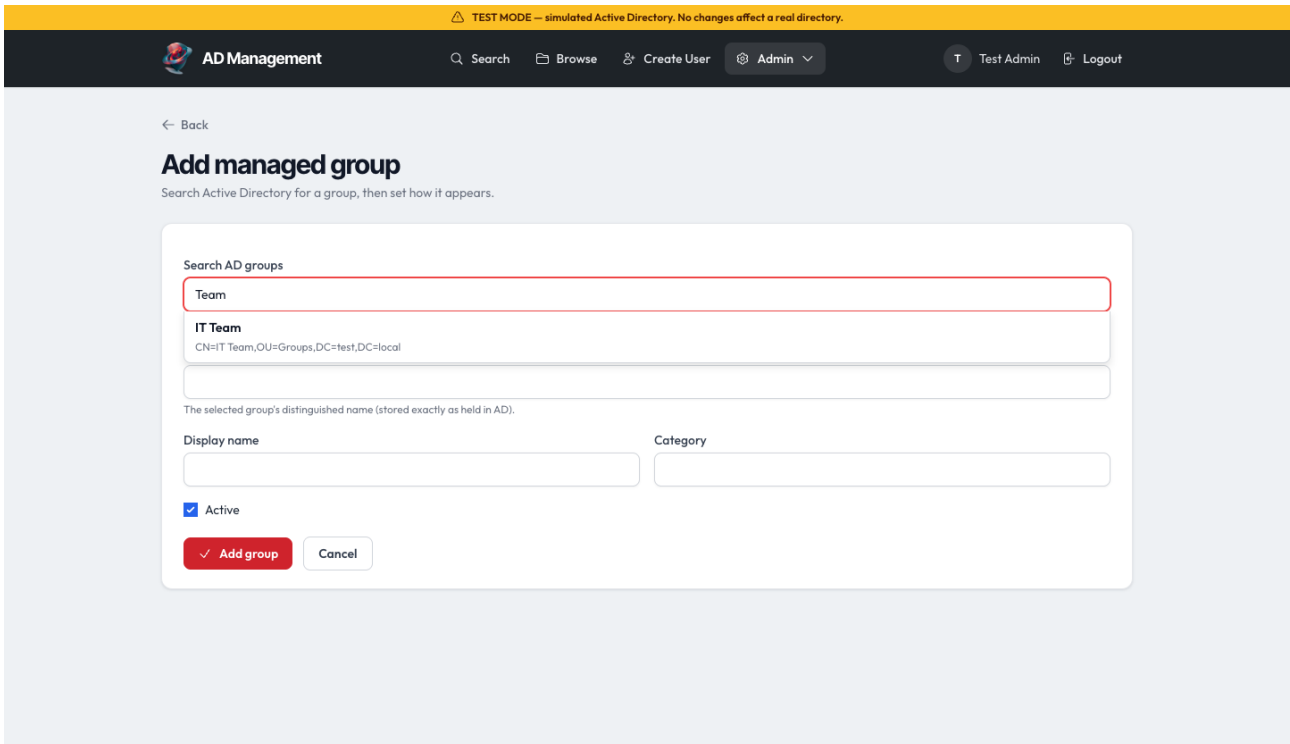 TEST MODE — simulated Active Directory. No changes affect a real directory.
AD Management
Search
Browse
Create User
Admin
T
Test Admin
Logout
Back
Add managed group
Search Active Directory for a group, then set how it appears.
Search AD groups
Team
IT Team
CN=IT Team,OU=Groups,DC=test,DC=local
The selected group's distinguished name (stored exactly as held in AD).
Display name
Category
Active
Add group
Cancel